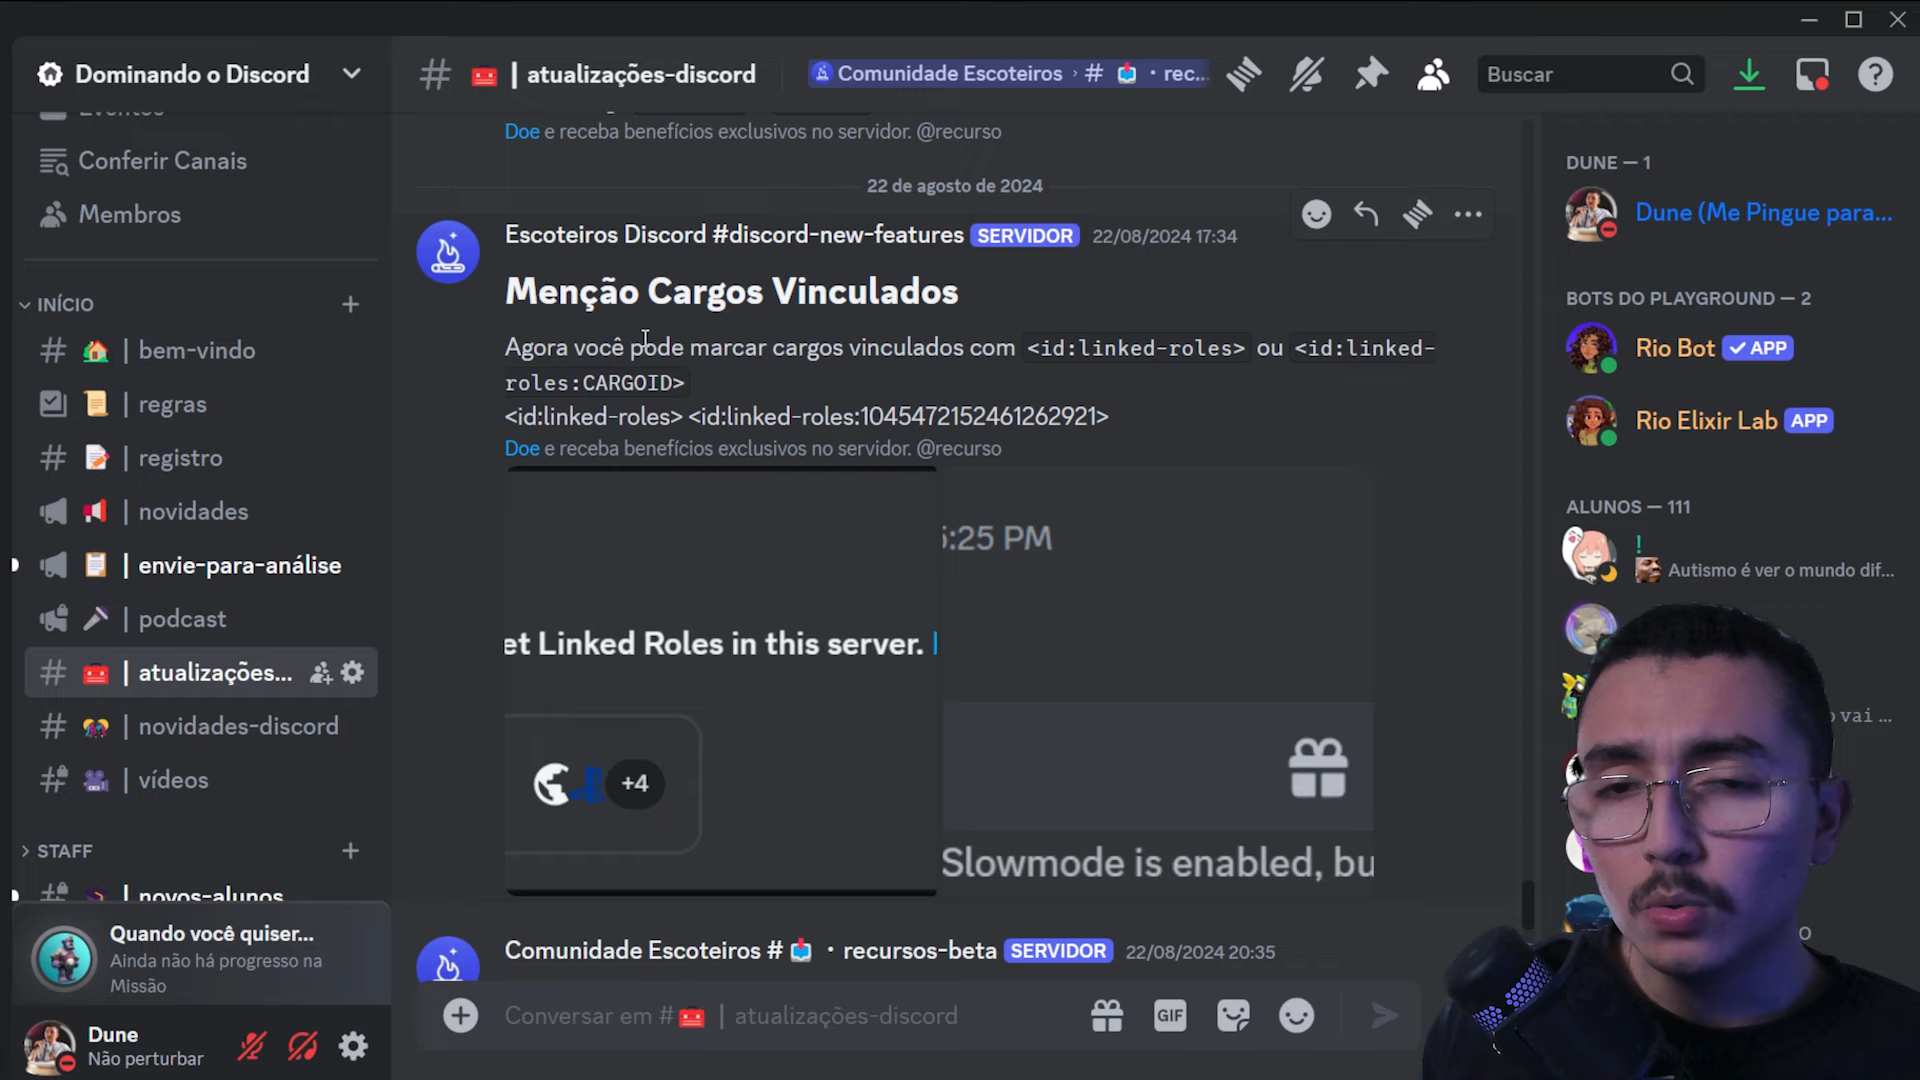 Dominando o Discord
Eventos
Conferir Canais
Membros
INÍCIO
| bem-vindo
| regras
| registro
| novidades
| envie-para-análise
| podcast
| atualizações...
| novidades-discord
| vídeos
STAFF
| novos-alunos
Quando você quiser...
Ainda não há progresso na
Missão
Dune
Não perturbar
# | atualizações-discord
Comunidade Escoteiros › # · rec...
Buscar
Doe e receba benefícios exclusivos no servidor. @recurso
22 de agosto de 2024
Escoteiros Discord #discord-new-features SERVIDOR 22/08/2024 17:34
Menção Cargos Vinculados
Agora você pode marcar cargos vinculados com <id:linked-roles> ou <id:linked-
roles:CARGOID>
<id:linked-roles> <id:linked-roles:1045472152461262921>
Doe e receba benefícios exclusivos no servidor. @recurso
et Linked Roles in this server.
+4
5:25 PM
Slowmode is enabled, bu
Comunidade Escoteiros # · recursos-beta SERVIDOR 22/08/2024 20:35
Conversar em # | atualizações-discord
GIF
DUNE — 1
Dune (Me Pingue para...
BOTS DO PLAYGROUND — 2
Rio Bot APP
Rio Elixir Lab APP
ALUNOS — 111
!
Autismo é ver o mundo dif...
vai ...